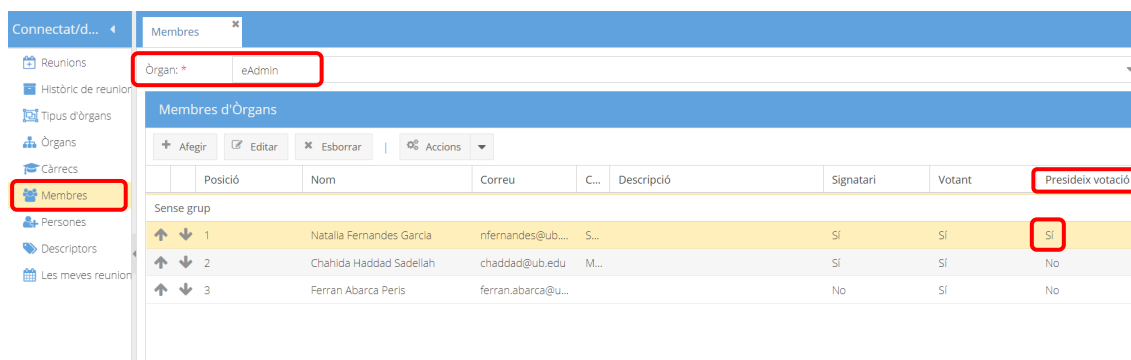 Connectat/d...
Membres
Reunions
Històric de reunion
Tipus d'òrgans
Òrgans
Càrrecs
Membres
Persones
Descriptors
Les meves reunion
Òrgan: * eAdmin
Membres d'Òrgans
Afegir Editar Esborrar | Accions
Posició Nom Correu C... Descripció Signatari Votant Presideix votació
Sense grup
1 Natalia Fernandes Garcia nfernandes@ub.... S... Sí Sí Sí
2 Chahida Haddad Sadellah chaddad@ub.edu M... Sí Sí No
3 Ferran Abarca Peris ferran.abarca@u... No Sí No